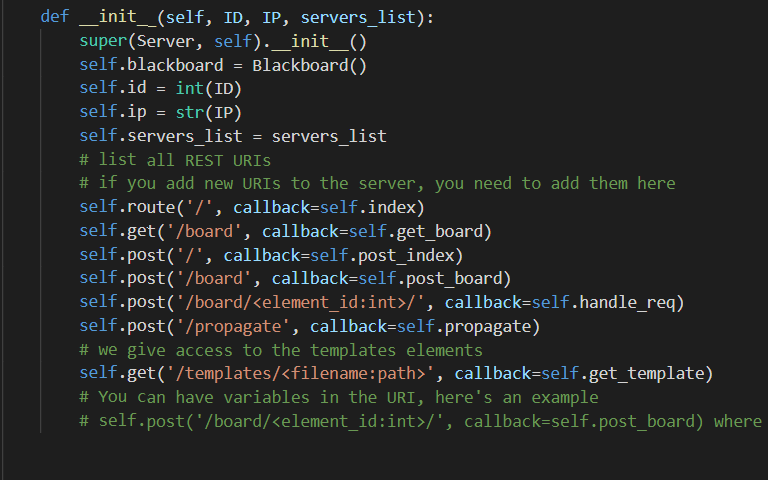 def __init__(self, ID, IP, servers_list):
super(Server, self).__init__()
self.blackboard = Blackboard()
self.id = int(ID)
self.ip = str(IP)
self.servers_list = servers_list
# list all REST URIs
# if you add new URIs to the server, you need to add them here
self.route('/', callback=self.index)
self.get('/board', callback=self.get_board)
self.post('/', callback=self.post_index)
self.post('/board', callback=self.post_board)
self.post('/board/<element_id:int>/', callback=self.handle_req)
self.post('/propagate', callback=self.propagate)
# we give access to the templates elements
self.get('/templates/<filename:path>', callback=self.get_template)
# You can have variables in the URI, here's an example
# self.post('/board/<element_id:int>/', callback=self.post_board) where